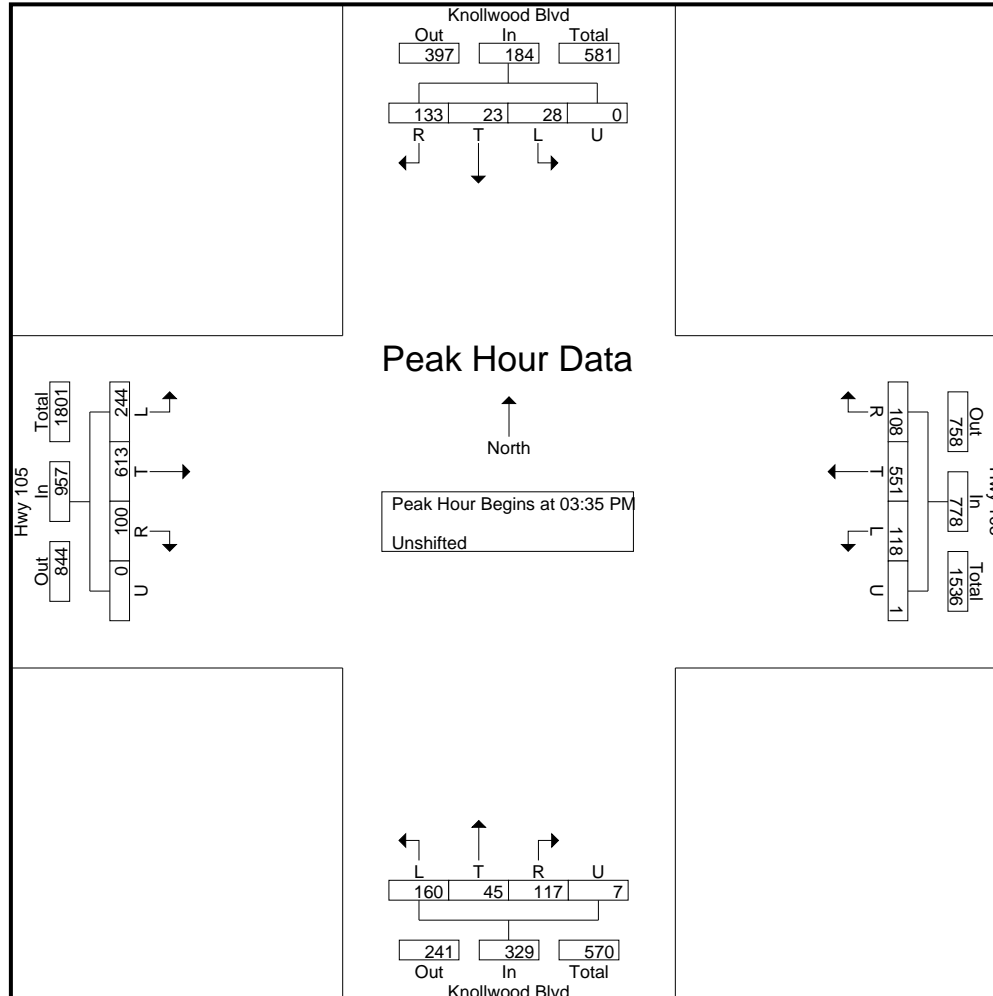 Knollwood Blvd
Out In Total
397 184 581
133 23 28 0
R T L U
Peak Hour Data
North
Peak Hour Begins at 03:35 PM
Unshifted
Hwy 105
Total In Out
1801 957 844
244 613 100 0
L T R U
Out In Total
758 778 1536
108 551 118 1
R T L U
L T R U
160 45 117 7
241 329 570
Out In Total
Knollwood Blvd